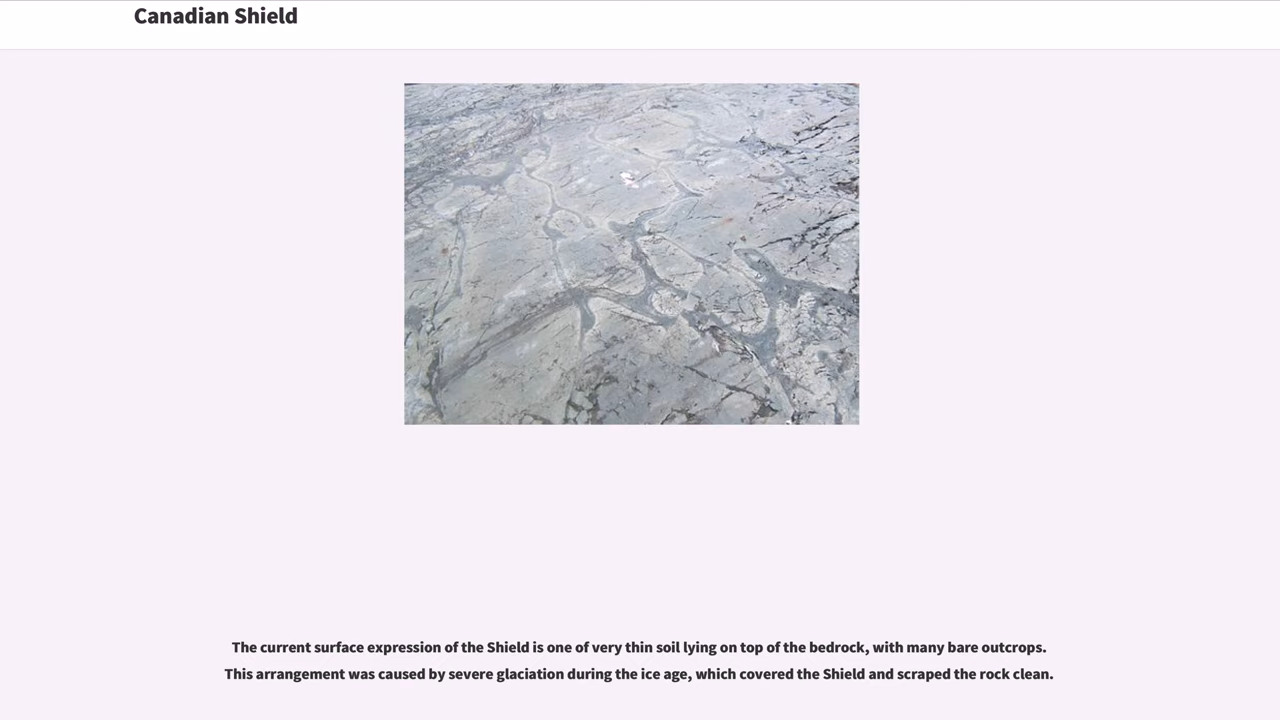 Canadian Shield
The current surface expression of the Shield is one of very thin soil lying on top of the bedrock, with many bare outcrops.
This arrangement was caused by severe glaciation during the ice age, which covered the Shield and scraped the rock clean.